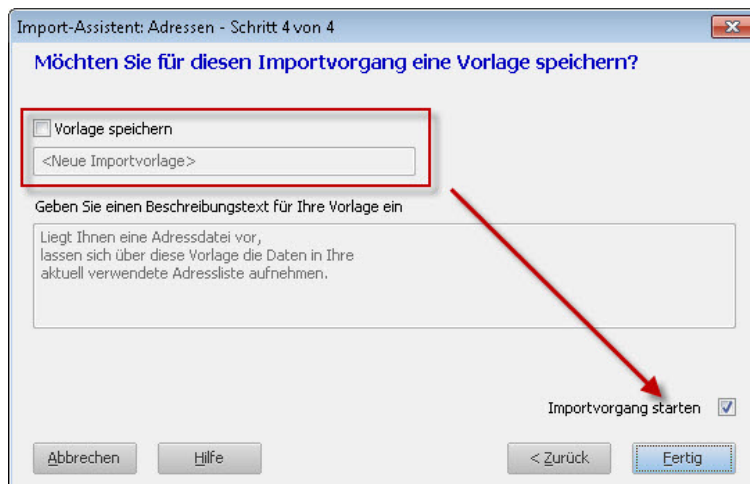 Import-Assistent: Adressen - Schritt 4 von 4
Möchten Sie für diesen Importvorgang eine Vorlage speichern?
Vorlage speichern
<Neue Importvorlage>
Geben Sie einen Beschreibungstext für Ihre Vorlage ein
Liegt Ihnen eine Adressdatei vor,
lassen sich über diese Vorlage die Daten in Ihre
aktuell verwendete Adressliste aufnehmen.
Importvorgang starten
Abbrechen Hilfe < Zurück Fertig